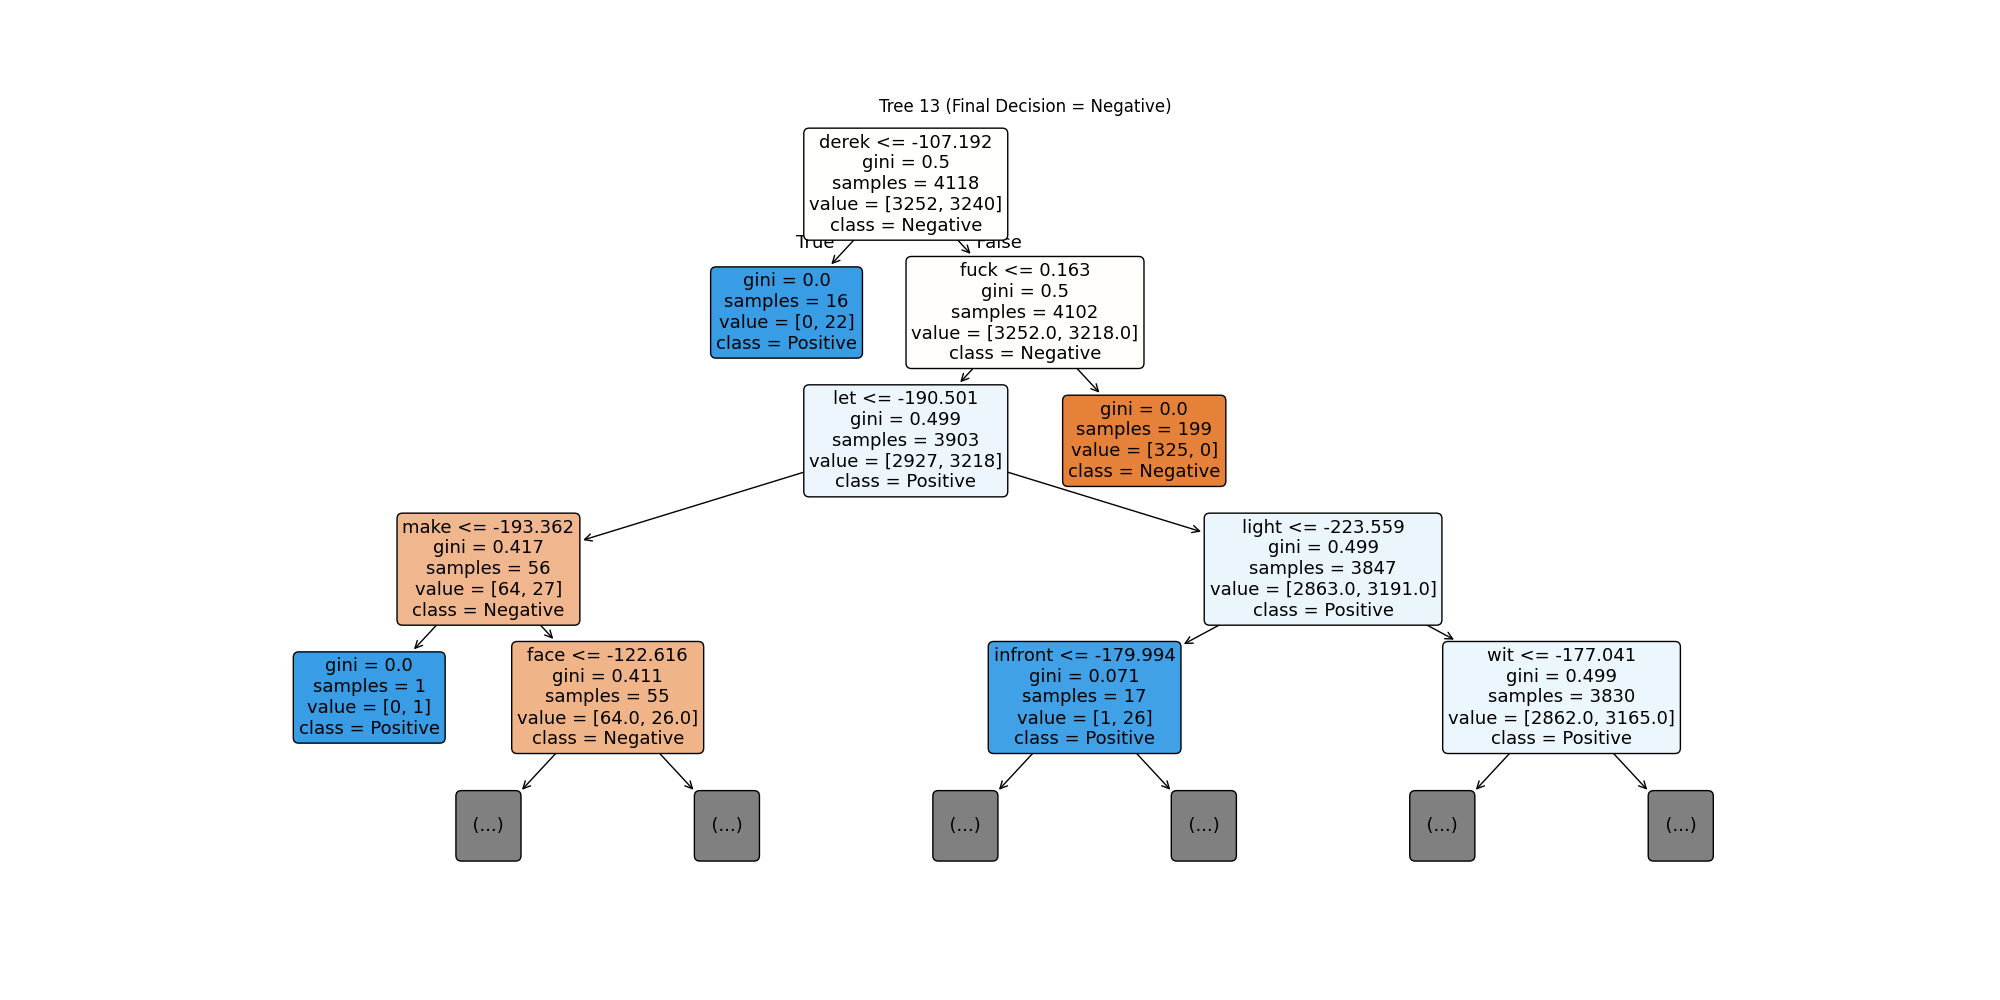 Tree 13 (Final Decision = Negative)
derek <= -107.192
gini = 0.5
samples = 4118
value = [3252, 3240]
class = Negative
True
False
gini = 0.0
samples = 16
value = [0, 22]
class = Positive
fuck <= 0.163
gini = 0.5
samples = 4102
value = [3252.0, 3218.0]
class = Negative
let <= -190.501
gini = 0.499
samples = 3903
value = [2927, 3218]
class = Positive
gini = 0.0
samples = 199
value = [325, 0]
class = Negative
make <= -193.362
gini = 0.417
samples = 56
value = [64, 27]
class = Negative
light <= -223.559
gini = 0.499
samples = 3847
value = [2863.0, 3191.0]
class = Positive
gini = 0.0
samples = 1
value = [0, 1]
class = Positive
face <= -122.616
gini = 0.411
samples = 55
value = [64.0, 26.0]
class = Negative
infront <= -179.994
gini = 0.071
samples = 17
value = [1, 26]
class = Positive
wit <= -177.041
gini = 0.499
samples = 3830
value = [2862.0, 3165.0]
class = Positive
(...)
(...)
(...)
(...)
(...)
(...)